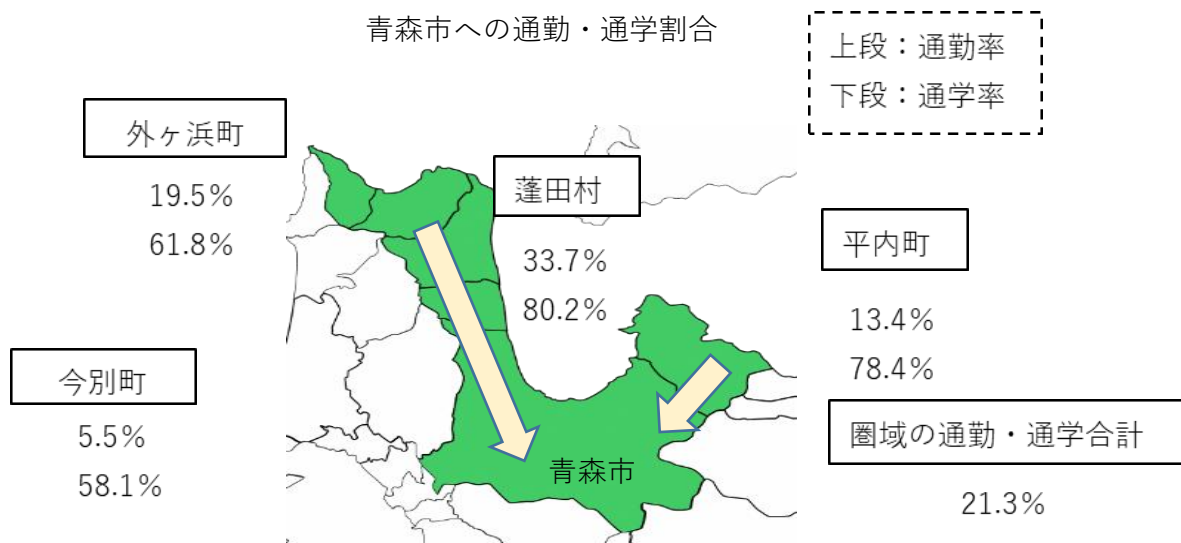 青森市への通勤・通学割合
上段：通勤率
下段：通学率
外ヶ浜町
19.5%
61.8%
蓬田村
33.7%
80.2%
平内町
13.4%
78.4%
今別町
5.5%
58.1%
圏域の通勤・通学合計
21.3%
青森市